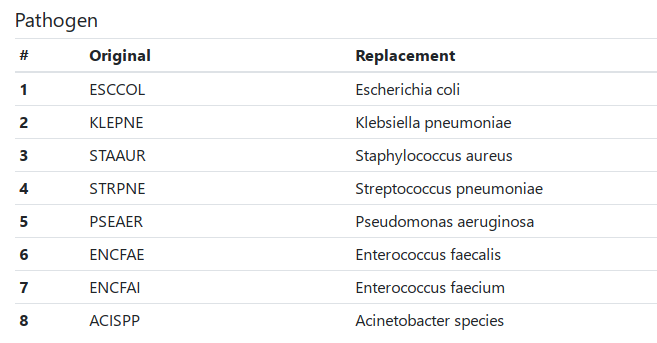 Pathogen
# Original Replacement
1 ESCCOL Escherichia coli
2 KLEPNE Klebsiella pneumoniae
3 STAAUR Staphylococcus aureus
4 STRPNE Streptococcus pneumoniae
5 PSEAER Pseudomonas aeruginosa
6 ENCFAE Enterococcus faecalis
7 ENCFAI Enterococcus faecium
8 ACISPP Acinetobacter species